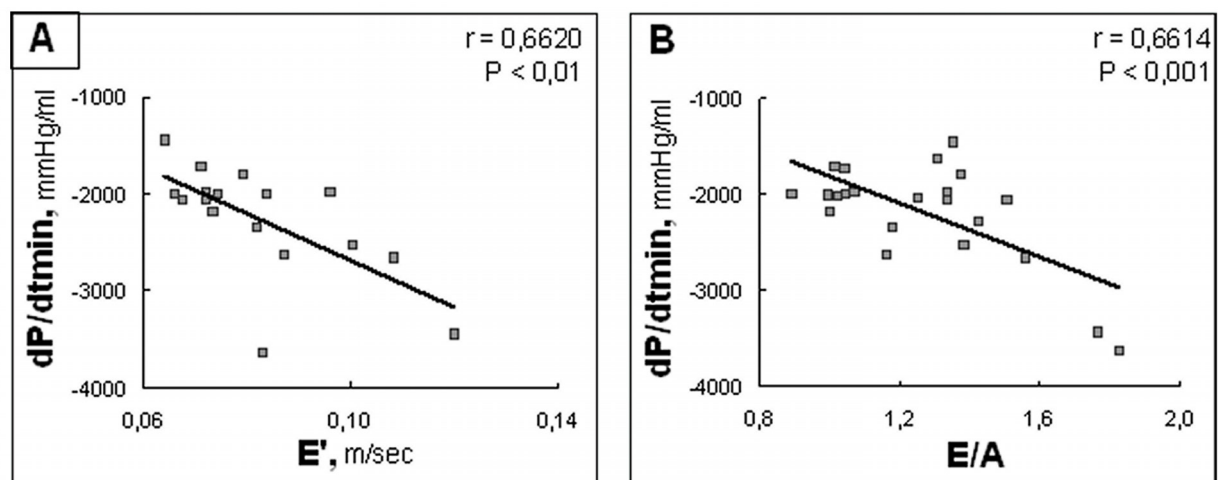 A
r = 0,6620
P < 0,01
-1000
-2000
-3000
-4000
dP/dtmin, mmHg/ml
0,06
0,10
0,14
E', m/sec
B
r = 0,6614
P < 0,001
-1000
-2000
-3000
-4000
dP/dtmin, mmHg/ml
0,8
1,2
1,6
2,0
E/A